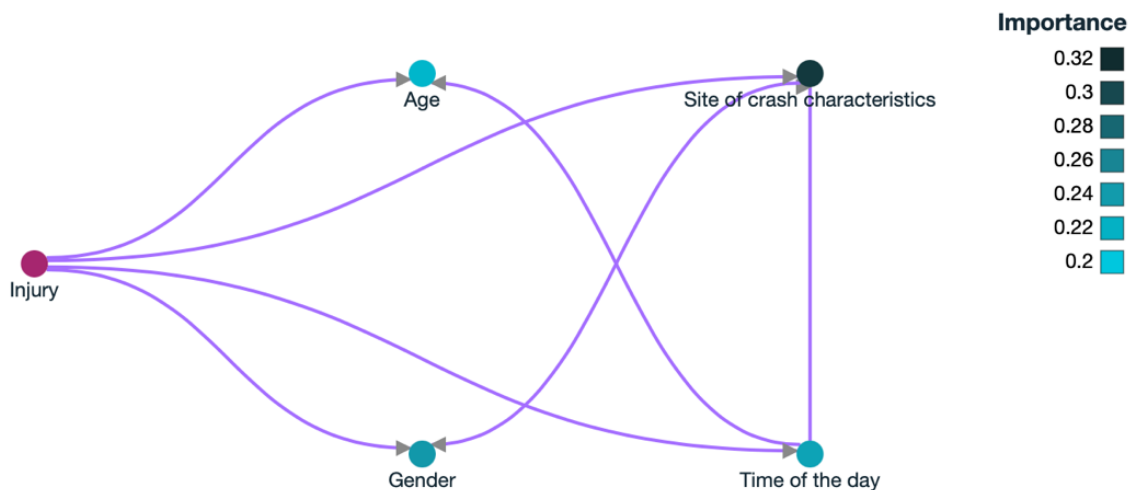 Importance
0.32
0.3
0.28
0.26
0.24
0.22
0.2
Age
Site of crash characteristics
Injury
Gender
Time of the day